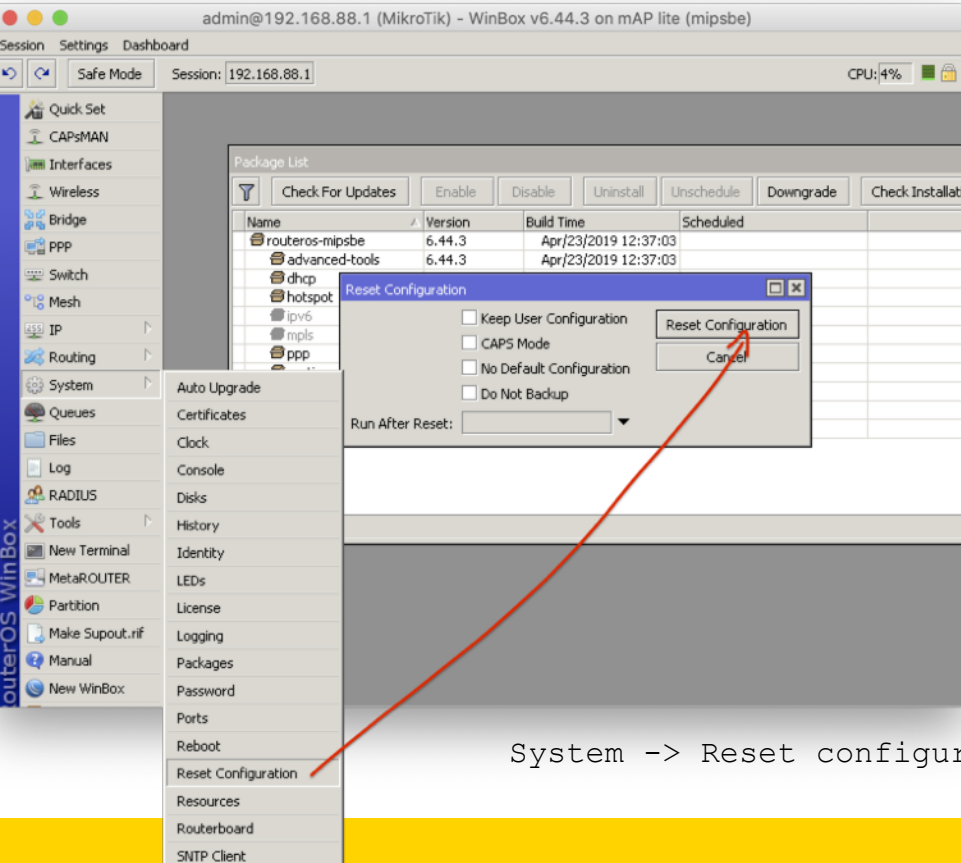 admin@192.168.88.1 (MikroTik) - WinBox v6.44.3 on mAP lite (mipsbe)
Session Settings Dashboard
Safe Mode Session: 192.168.88.1 CPU: 4%
Quick Set
CAPsMAN
Interfaces
Wireless
Bridge
PPP
Switch
Mesh
IP
Routing
System
Queues
Files
Log
RADIUS
Tools
New Terminal
MetaROUTER
Partition
Make Supout.rif
Manual
New WinBox
outerOS WinBox
Package List
Check For Updates Enable Disable Uninstall Unschedule Downgrade Check Installat
Name Version Build Time Scheduled
routeros-mipsbe 6.44.3 Apr/23/2019 12:37:03
advanced-tools 6.44.3 Apr/23/2019 12:37:03
dhcp
hotspot
ipv6
mpls
ppp
Reset Configuration
Keep User Configuration
CAPS Mode
No Default Configuration
Do Not Backup
Run After Reset:
Reset Configuration
Cancel
Auto Upgrade
Certificates
Clock
Console
Disks
History
Identity
LEDs
License
Logging
Packages
Password
Ports
Reboot
Reset Configuration
Resources
Routerboard
SNTP Client
System -> Reset configur